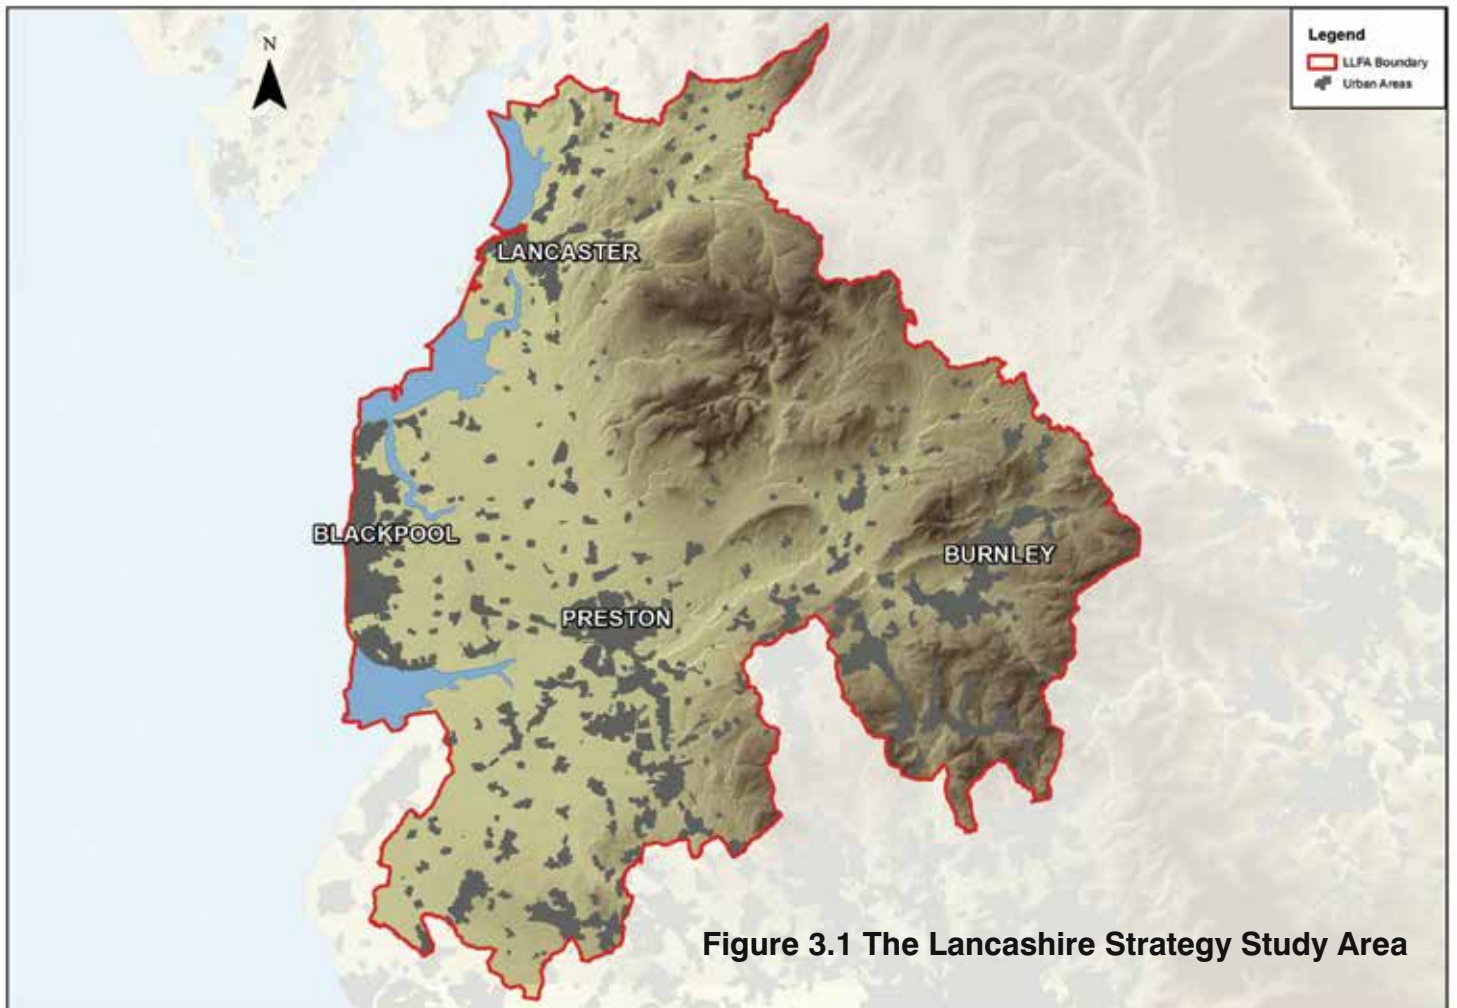 N
Legend
LLFA Boundary
Urban Areas
LANCASTER
BLACKPOOL
BURNLEY
PRESTON
Figure 3.1 The Lancashire Strategy Study Area